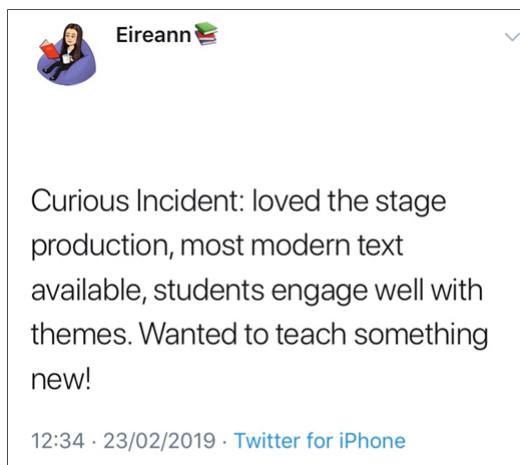 Eireann📚
Curious Incident: loved the stage
production, most modern text
available, students engage well with
themes. Wanted to teach something
new!
12:34 · 23/02/2019 · Twitter for iPhone